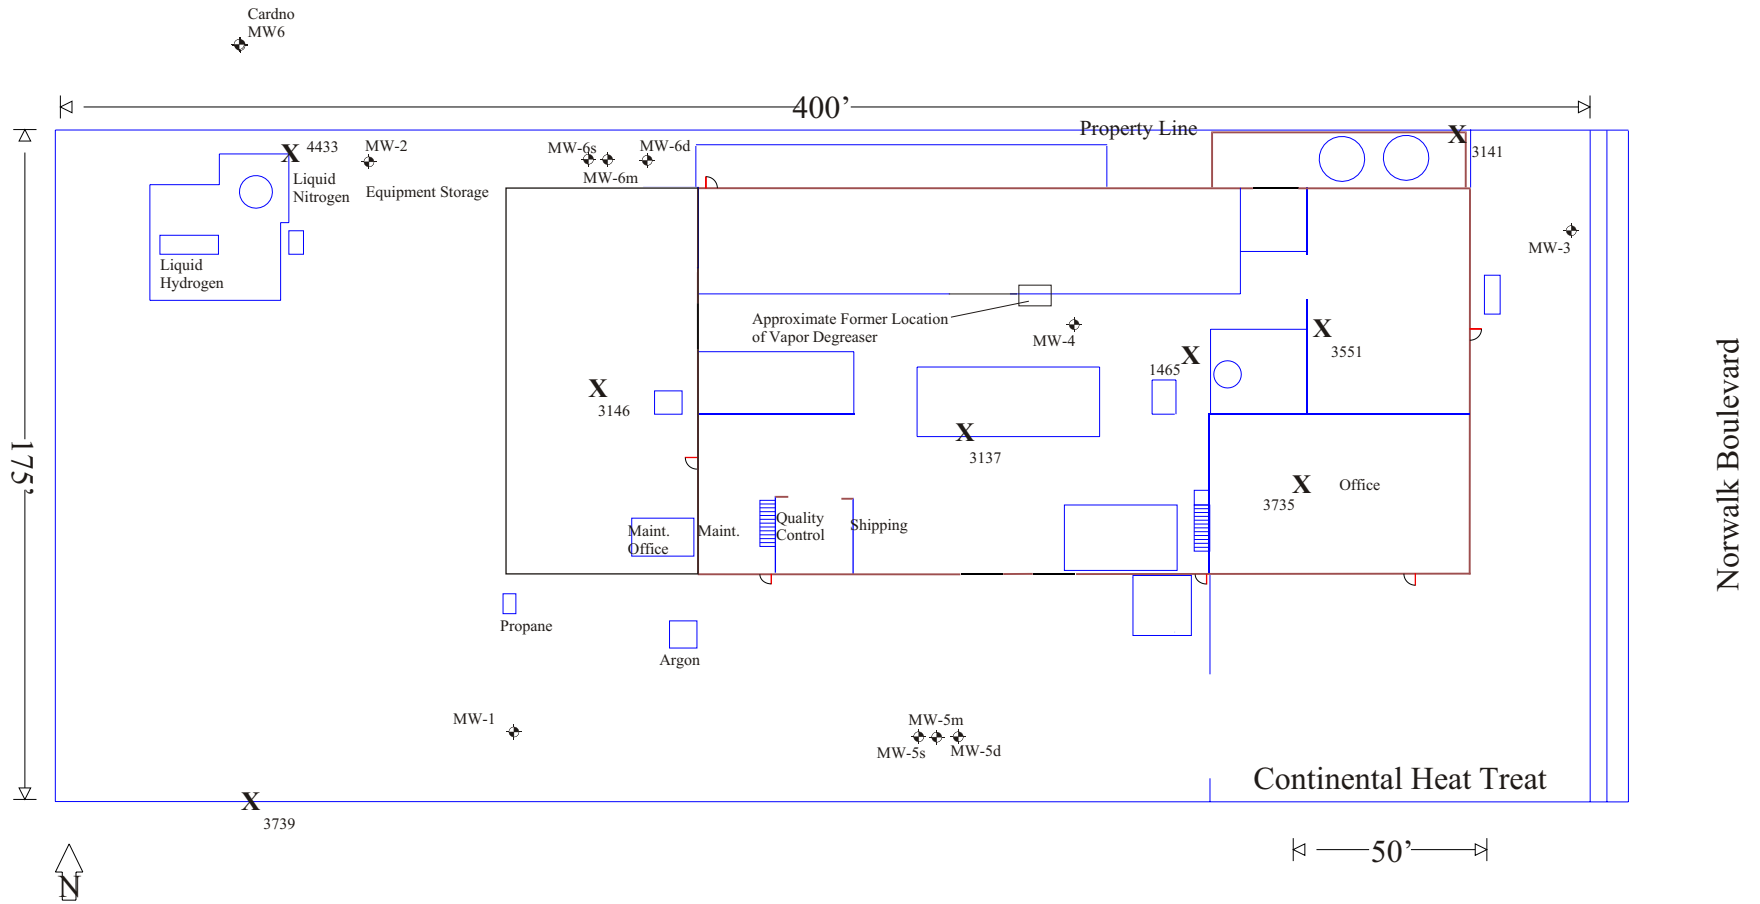 Cardno
MW6
400’
Property Line
4433
MW-2
MW-6s
MW-6d
MW-6m
3141
Liquid
Nitrogen
Equipment Storage
Liquid
Hydrogen
MW-3
Approximate Former Location
of Vapor Degreaser
MW-4
3551
1465
3146
3137
175’
Norwalk Boulevard
3735
Office
Maint.
Office
Maint.
Quality
Control
Shipping
Propane
Argon
MW-1
MW-5m
MW-5s
MW-5d
Continental Heat Treat
3739
50’
N